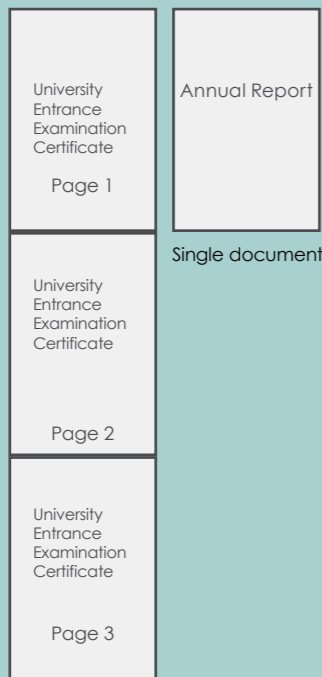 University
Entrance
Examination
Certificate
Page 1
Annual Report
Single document
University
Entrance
Examination
Certificate
Page 2
University
Entrance
Examination
Certificate
Page 3